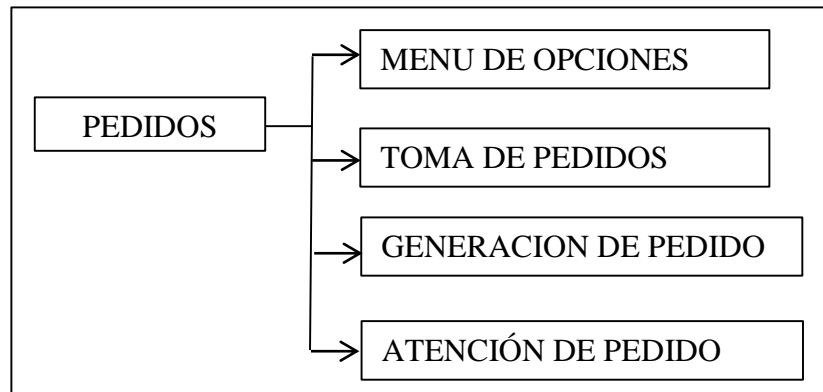 MENU DE OPCIONES
PEDIDOS
TOMA DE PEDIDOS
GENERACION DE PEDIDO
ATENCIÓN DE PEDIDO